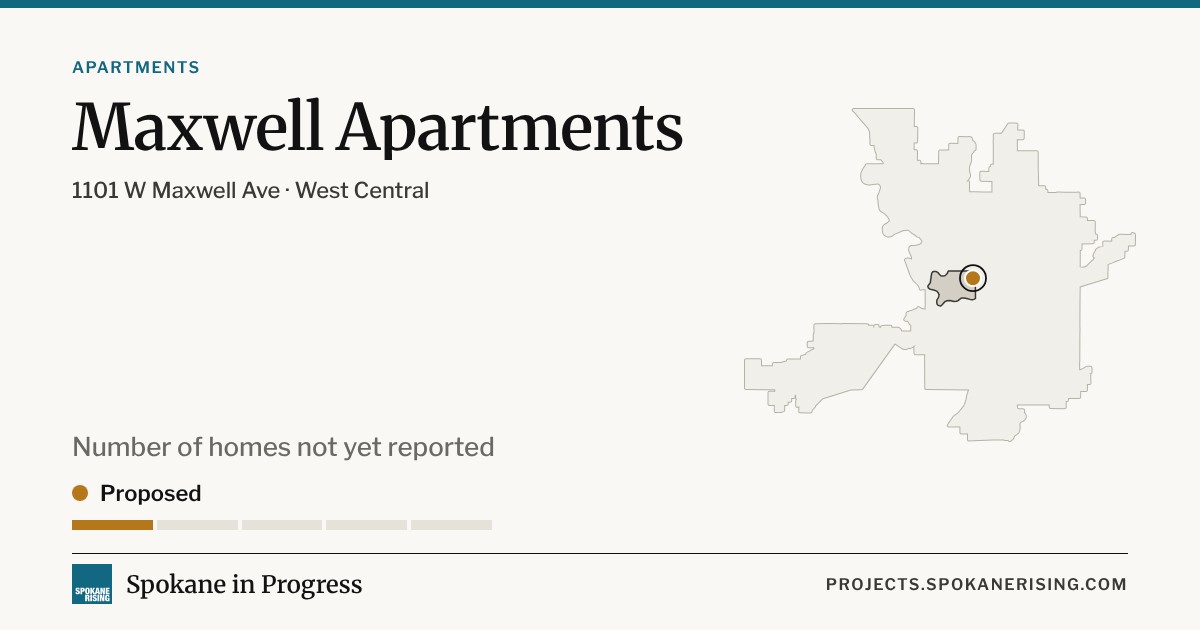 APARTMENTS
Maxwell Apartments
1101 W Maxwell Ave · West Central
Number of homes not yet reported
Proposed
SPOKANE
RISING
Spokane in Progress
PROJECTS.SPOKANERISING.COM